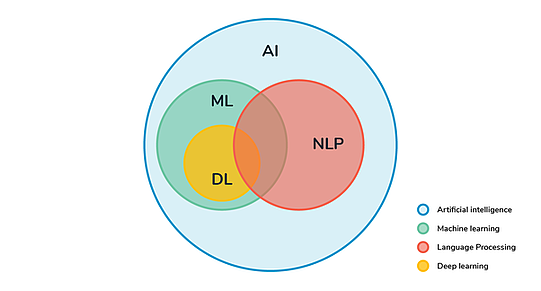 AI
ML
NLP
DL
Artificial intelligence
Machine learning
Language Processing
Deep learning